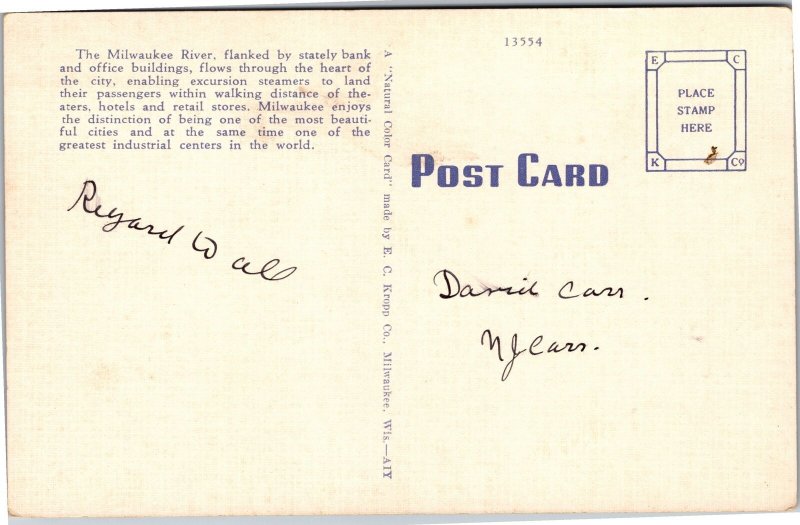 The Milwaukee River, flanked by stately bank
and office buildings, flows through the heart of
the city, enabling excursion steamers to land
their passengers within walking distance of the-
aters, hotels and retail stores. Milwaukee enjoys
the distinction of being one of the most beauti-
ful cities and at the same time one of the
greatest industrial centers in the world.
Regard to all
A "Natural Color Card" made by E. C. Kropp Co., Milwaukee, Wis.—A1Y
13554
E C
PLACE
STAMP
HERE
K Co
POST CARD
David Carr.
NJ Carr.